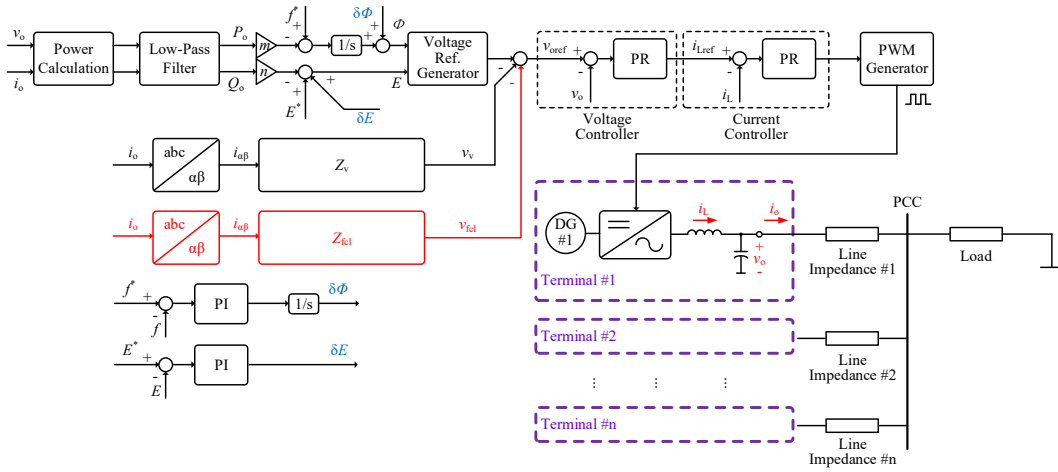 f*
δΦ
v_o
i_o
Power
Calculation
Low-Pass
Filter
P_o
Q_o
m
n
-
+
1/s
+
+
Φ
-
+
+
E*
δE
E
Voltage
Ref.
Generator
-
-
-
v_oref
+
-
v_o
PR
Voltage
Controller
i_Lref
+
-
i_L
PR
Current
Controller
PWM
Generator
i_o
abc
αβ
i_αβ
Z_v
v_v
i_o
abc
αβ
i_αβ
Z_fcl
v_fcl
f*
+
-
f
PI
1/s
δΦ
E*
+
-
E
PI
δE
DG
#1
i_L
i_o
+
v_o
-
Terminal #1
PCC
Line
Impedance #1
Load
Terminal #2
Line
Impedance #2
...
...
Terminal #n
Line
Impedance #n